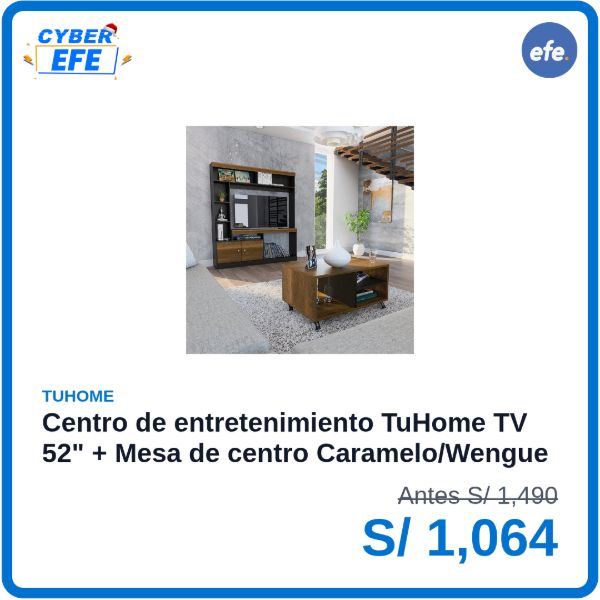 CYBER
EFE
efe.
TUHOME
Centro de entretenimiento TuHome TV
52" + Mesa de centro Caramelo/Wengue
Antes S/ 1,490
S/ 1,064